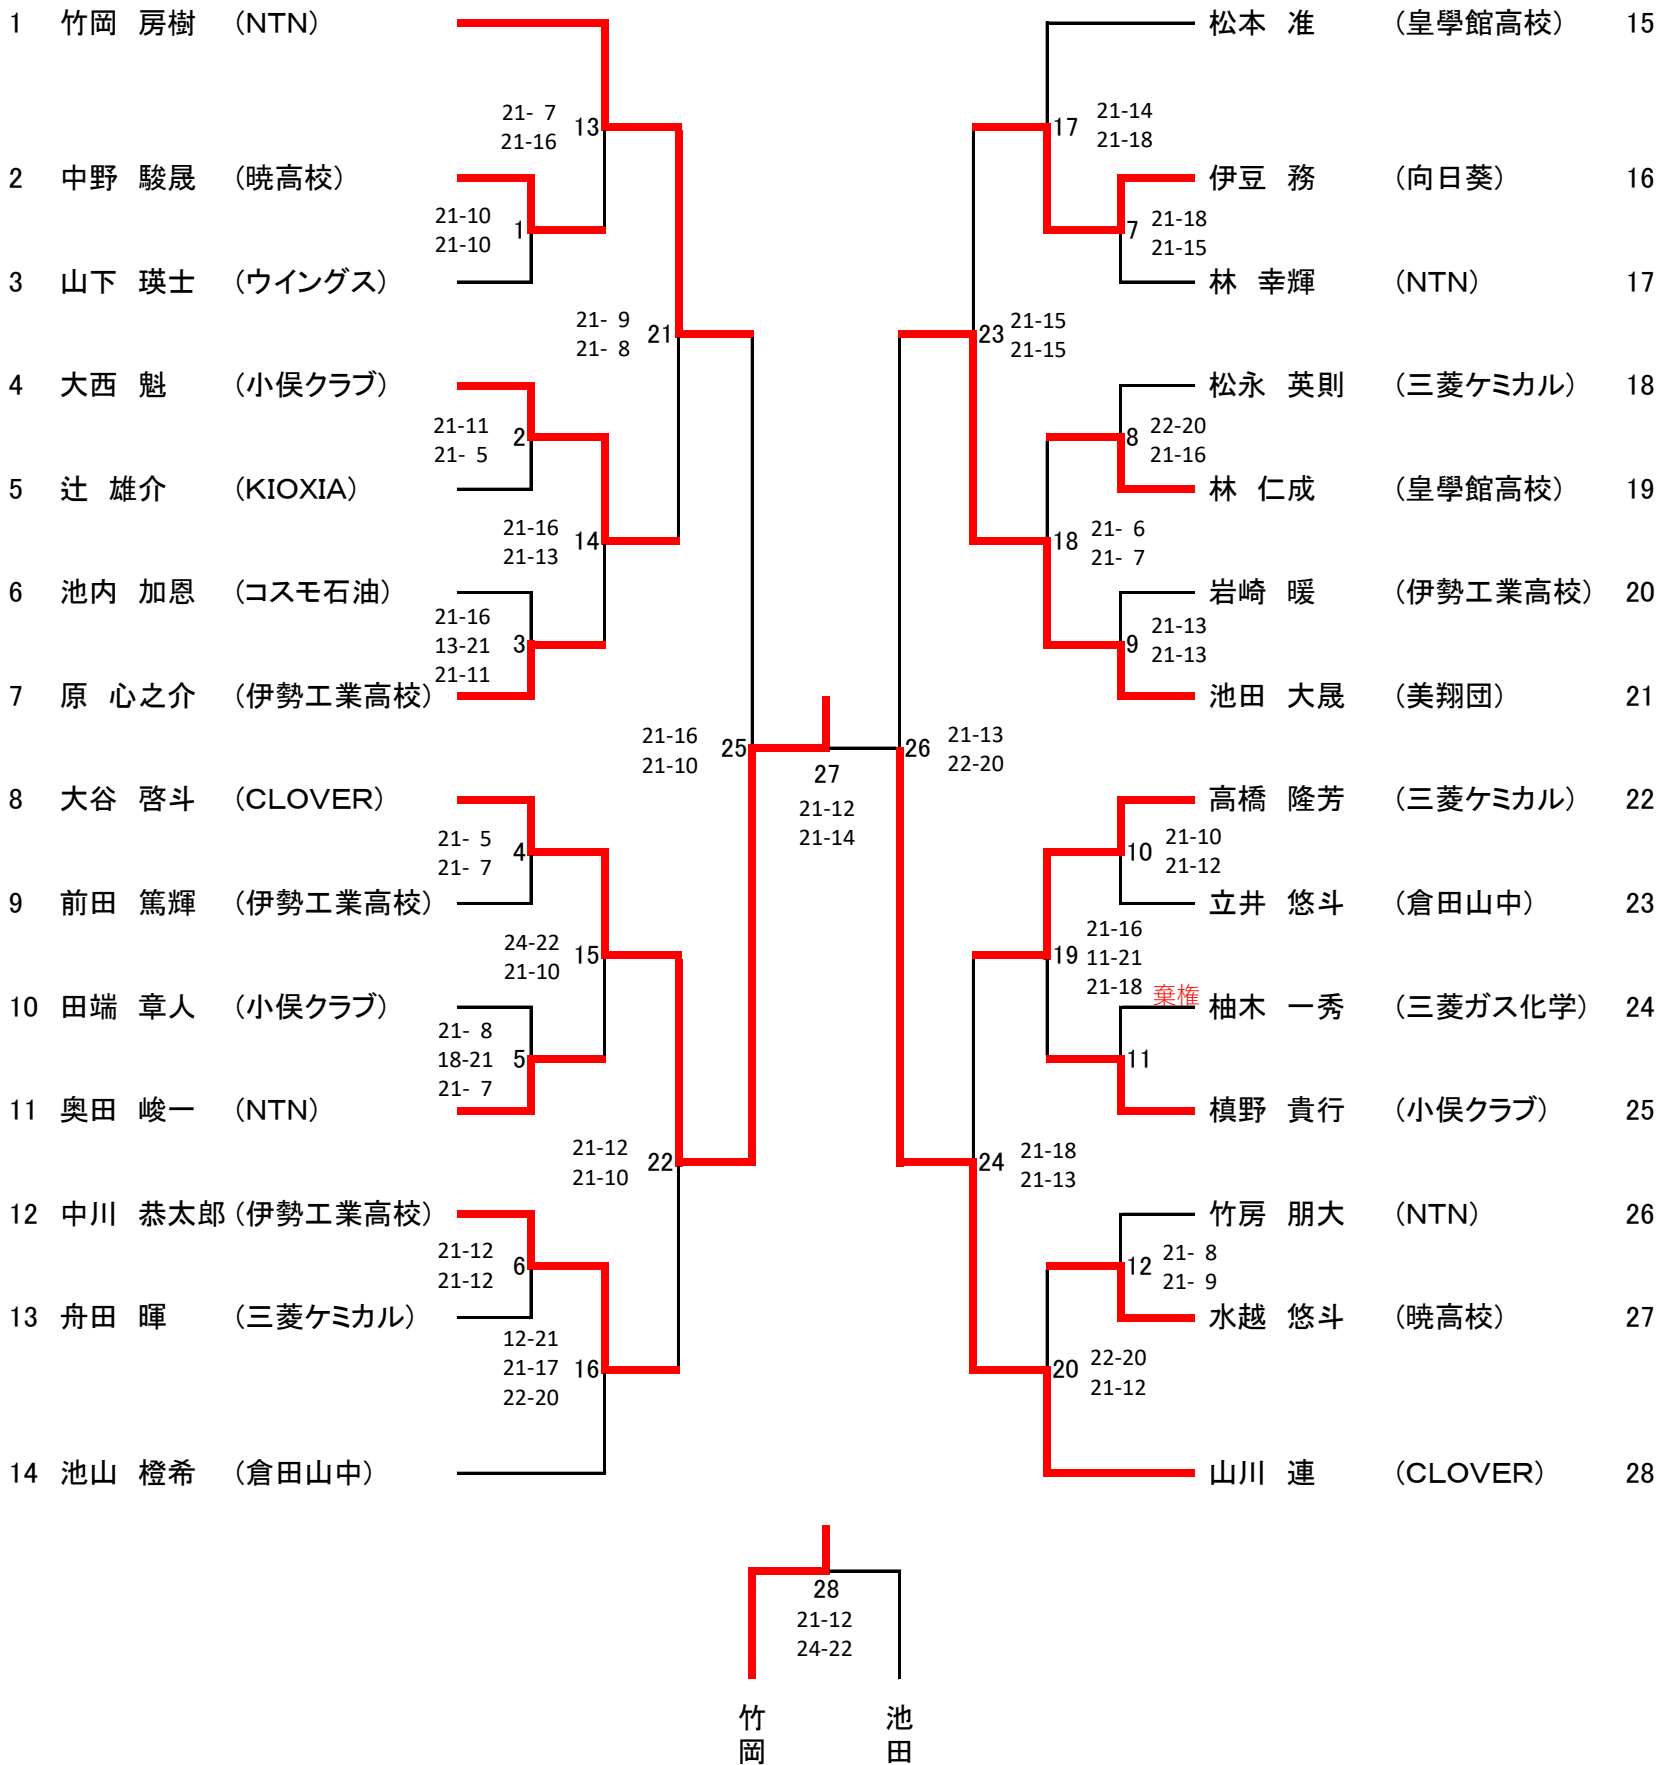 1 竹岡 房樹 (NTN)
21- 7
21-16
13
2 中野 駿晟 (暁高校)
21-10
21-10
1
3 山下 瑛士 (ウイングス)
21- 9
21- 8
21
4 大西 魁 (小俣クラブ)
21-11
21- 5
2
5 辻 雄介 (KIOXIA)
21-16
21-13
14
6 池内 加恩 (コスモ石油)
21-16
13-21
21-11
3
7 原 心之介 (伊勢工業高校)
21-16
21-10
25
8 大谷 啓斗 (CLOVER)
21- 5
21- 7
4
9 前田 篤輝 (伊勢工業高校)
24-22
21-10
15
10 田端 章人 (小俣クラブ)
21- 8
18-21
21- 7
5
11 奥田 峻一 (NTN)
21-12
21-10
22
12 中川 恭太郎 (伊勢工業高校)
21-12
21-12
6
13 舟田 暉 (三菱ケミカル)
12-21
21-17
22-20
16
14 池山 橙希 (倉田山中)
27
21-12
21-14
松本 准 (皇學館高校) 15
17
21-14
21-18
伊豆 務 (向日葵) 16
7
21-18
21-15
林 幸輝 (NTN) 17
23
21-15
21-15
松永 英則 (三菱ケミカル) 18
8
22-20
21-16
林 仁成 (皇學館高校) 19
18
21- 6
21- 7
岩崎 暖 (伊勢工業高校) 20
9
21-13
21-13
池田 大晟 (美翔団) 21
26
21-13
22-20
高橋 隆芳 (三菱ケミカル) 22
10
21-10
21-12
立井 悠斗 (倉田山中) 23
19
21-16
11-21
21-18
棄権
柚木 一秀 (三菱ガス化学) 24
11
槙野 貴行 (小俣クラブ) 25
24
21-18
21-13
竹房 朋大 (NTN) 26
12
21- 8
21- 9
水越 悠斗 (暁高校) 27
20
22-20
21-12
山川 連 (CLOVER) 28
28
21-12
24-22
竹岡
池田